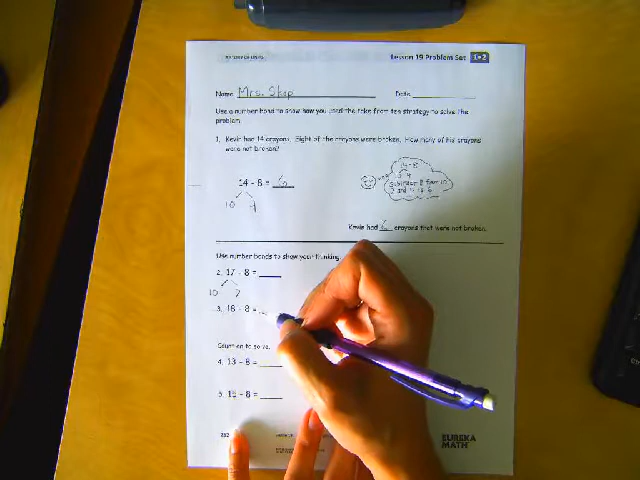 Lesson 19 Problem Set 1•2
Name Mrs. Skop Date
Use a number bond to show how you used the take from ten strategy to solve the
problem.
1. Kevin had 14 crayons. Eight of the crayons were broken. How many of his crayons
were not broken?
14 - 8 = 6
10 4
14 - 8
Kevin had 6 crayons that were not broken.
Use number bonds to show your thinking.
2. 17 - 8 =
10 7
3. 16 - 8 =
Count on to solve.
4. 13 - 8 =
5. 15 - 8 =
EUREKA
MATH